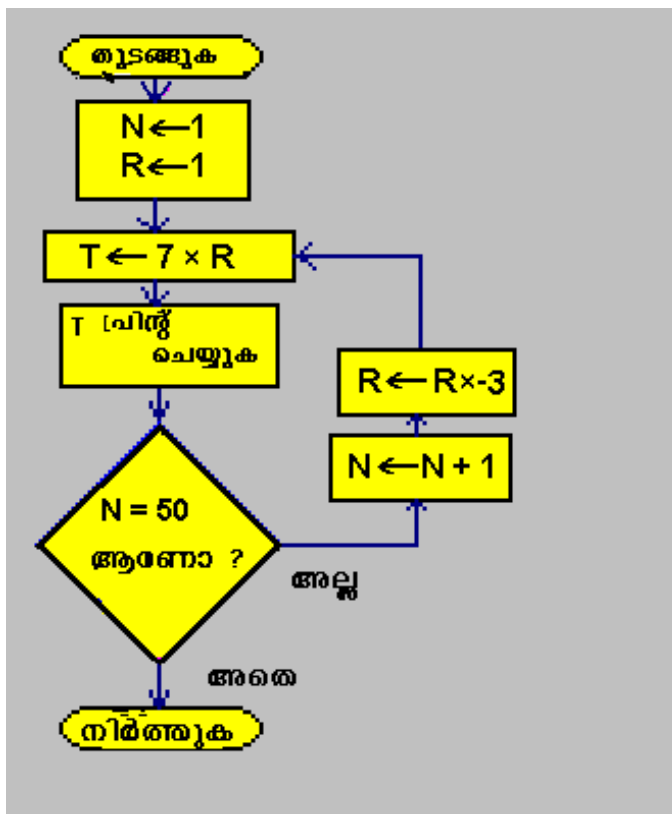 തുടങ്ങുക
N←1
R←1
T← 7 × R
T പ്രിന്റ്
ചെയ്യുക
R← R×-3
N←N + 1
N = 50
ആണോ ?
അല്ല
അതെ
നിർത്തുക